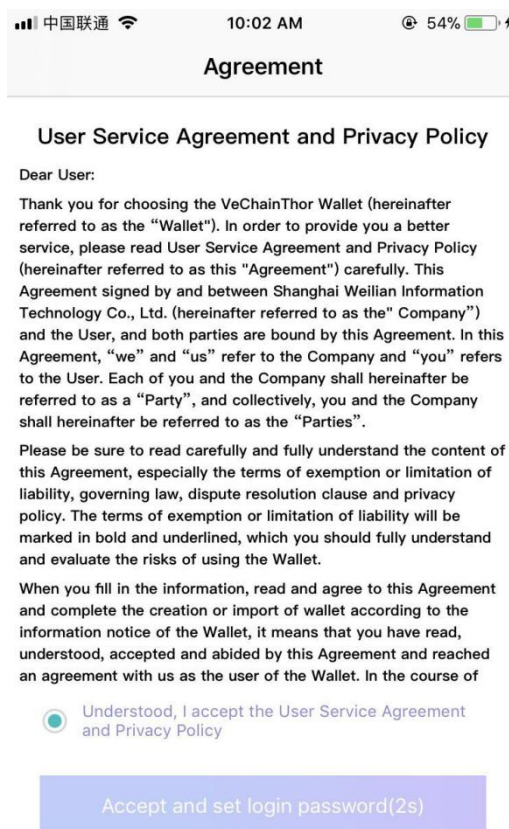 中国联通 10:02 AM 54%
Agreement
User Service Agreement and Privacy Policy
Dear User:
Thank you for choosing the VeChainThor Wallet (hereinafter
referred to as the “Wallet"). In order to provide you a better
service, please read User Service Agreement and Privacy Policy
(hereinafter referred to as this "Agreement") carefully. This
Agreement signed by and between Shanghai Weilian Information
Technology Co., Ltd. (hereinafter referred to as the" Company”)
and the User, and both parties are bound by this Agreement. In this
Agreement, “we” and “us” refer to the Company and “you” refers
to the User. Each of you and the Company shall hereinafter be
referred to as a “Party”, and collectively, you and the Company
shall hereinafter be referred to as the “Parties”.
Please be sure to read carefully and fully understand the content of
this Agreement, especially the terms of exemption or limitation of
liability, governing law, dispute resolution clause and privacy
policy. The terms of exemption or limitation of liability will be
marked in bold and underlined, which you should fully understand
and evaluate the risks of using the Wallet.
When you fill in the information, read and agree to this Agreement
and complete the creation or import of wallet according to the
information notice of the Wallet, it means that you have read,
understood, accepted and abided by this Agreement and reached
an agreement with us as the user of the Wallet. In the course of
Understood, I accept the User Service Agreement
and Privacy Policy
Accept and set login password(2s)